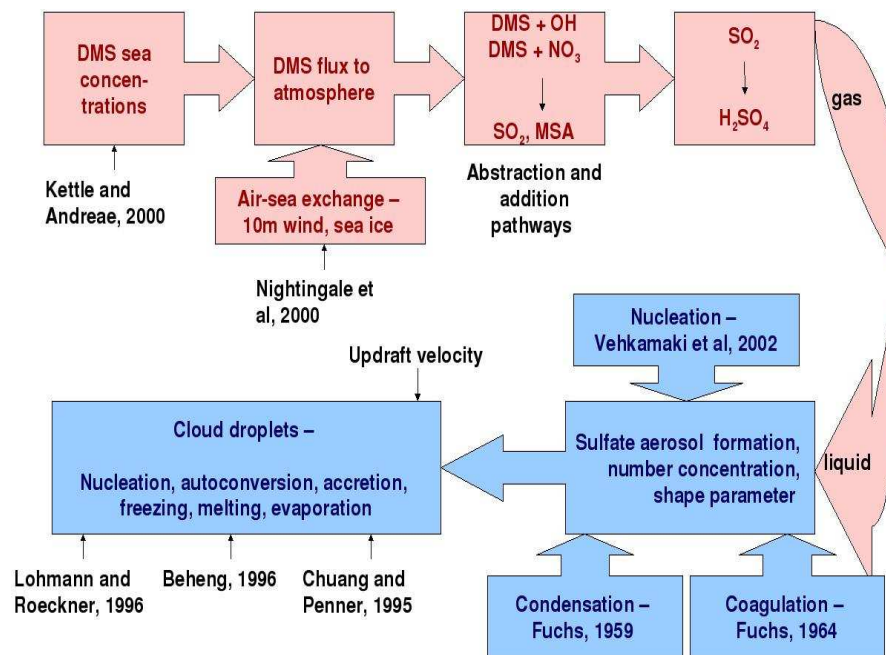 DMS sea
concen-
trations
DMS flux to
atmosphere
DMS + OH
DMS + NO₃
SO₂, MSA
SO₂
H₂SO₄
gas
Kettle and
Andreae, 2000
Air-sea exchange –
10m wind, sea ice
Abstraction and
addition
pathways
Nightingale et
al, 2000
Nucleation –
Vehkamaki et al, 2002
Updraft velocity
Cloud droplets –
Nucleation, autoconversion, accretion,
freezing, melting, evaporation
Sulfate aerosol formation,
number concentration,
shape parameter
liquid
Lohmann and
Roeckner, 1996
Beheng, 1996
Chuang and
Penner, 1995
Condensation –
Fuchs, 1959
Coagulation –
Fuchs, 1964